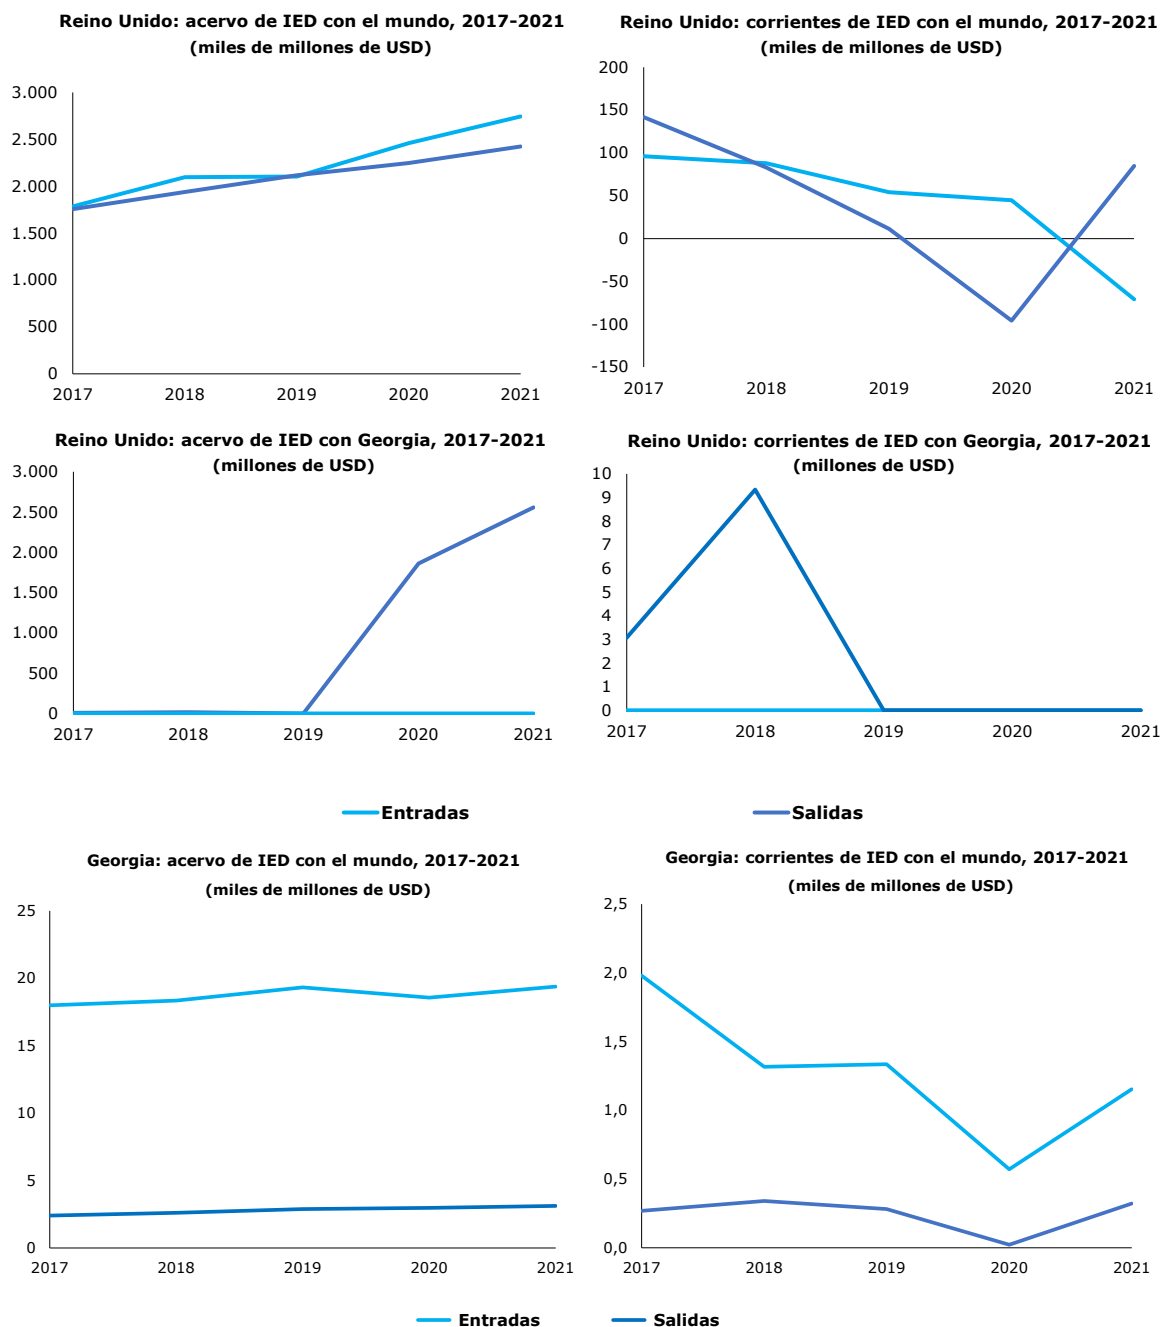 Reino Unido: acervo de IED con el mundo, 2017-2021
(miles de millones de USD)
3.000
2.500
2.000
1.500
1.000
500
0
2017 2018 2019 2020 2021
Reino Unido: corrientes de IED con el mundo, 2017-2021
(miles de millones de USD)
200
150
100
50
0
-50
-100
-150
2017 2018 2019 2020 2021
Reino Unido: acervo de IED con Georgia, 2017-2021
(millones de USD)
3.000
2.500
2.000
1.500
1.000
500
0
2017 2018 2019 2020 2021
Reino Unido: corrientes de IED con Georgia, 2017-2021
(millones de USD)
10
9
8
7
6
5
4
3
2
1
0
2017 2018 2019 2020 2021
Entradas Salidas
Georgia: acervo de IED con el mundo, 2017-2021
(miles de millones de USD)
25
20
15
10
5
0
2017 2018 2019 2020 2021
Georgia: corrientes de IED con el mundo, 2017-2021
(miles de millones de USD)
2,5
2,0
1,5
1,0
0,5
0,0
2017 2018 2019 2020 2021
Entradas Salidas